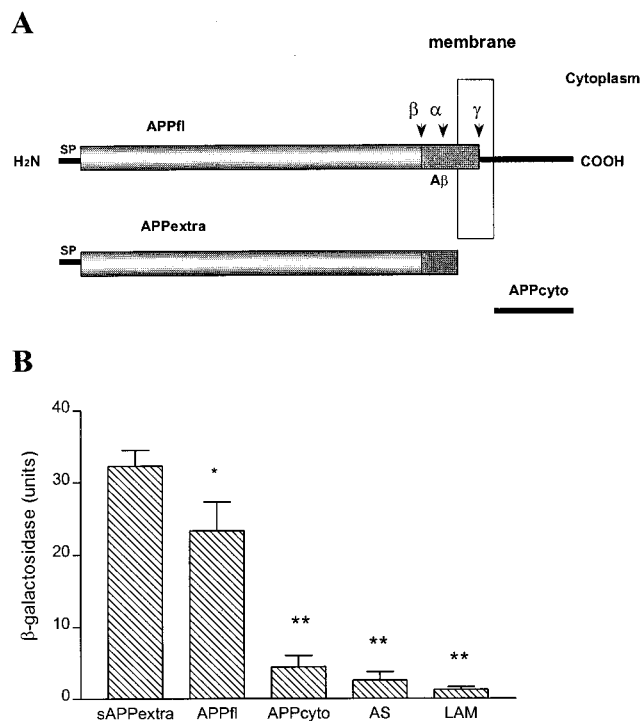 A
membrane
Cytoplasm
β α γ
APPfl
SP
H2N
COOH
Aβ
APPextra
SP
APPcyto
B
β-galactosidase (units)
40
30
20
10
0
*
**
**
**
sAPPextra APPfl APPcyto AS LAM